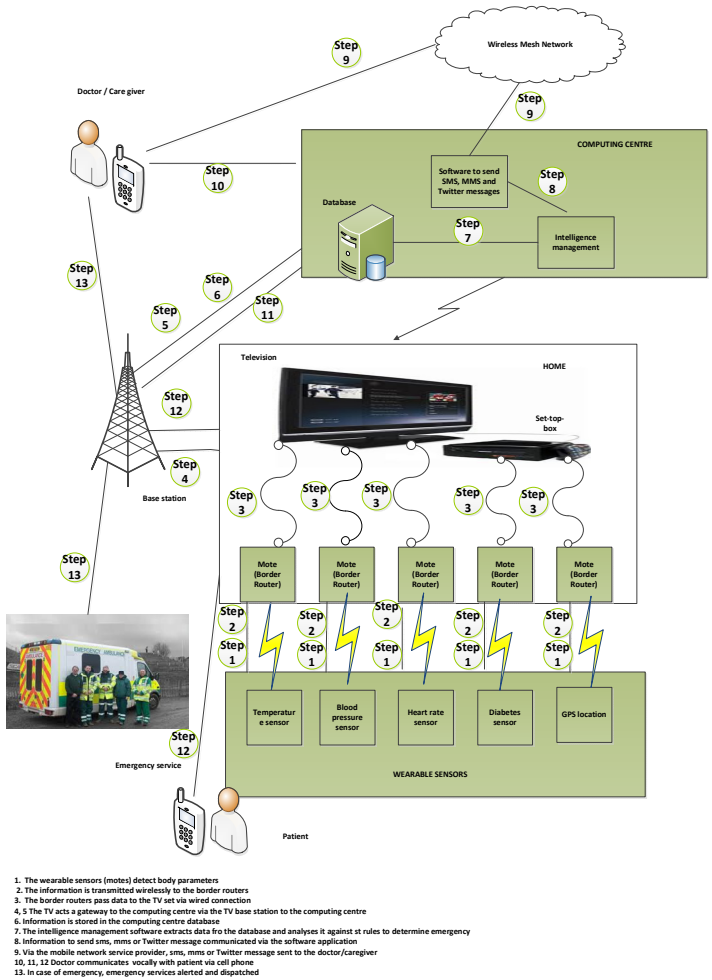 Wireless Mesh Network
Step
9
Doctor / Care giver
Step
9
COMPUTING CENTRE
Software to send
SMS, MMS and
Twitter messages
Step
8
Step
10
Database
Step
7
Intelligence
management
Step
13
Step
6
Step
5
Step
11
Television
HOME
Step
12
Set-top-
box
Step
4
Base station
Step
3
Step
3
Step
3
Step
3
Step
3
Mote
(Border
Router)
Mote
(Border
Router)
Mote
(Border
Router)
Mote
(Border
Router)
Mote
(Border
Router)
Step
13
Step
2
Step
2
Step
2
Step
2
Step
2
Step
1
Step
1
Step
1
Step
1
Step
1
EMERGENCY AMBULANCE
AMBULANCE
Temperatur
e sensor
Blood
pressure
sensor
Heart rate
sensor
Diabetes
sensor
GPS location
Step
12
Emergency service
WEARABLE SENSORS
Patient
1. The wearable sensors (motes) detect body parameters
2. The information is transmitted wirelessly to the border routers
3. The border routers pass data to the TV set via wired connection
4, 5 The TV acts a gateway to the computing centre via the TV base station to the computing centre
6. Information is stored in the computing centre database
7. The intelligence management software extracts data fro the database and analyses it against st rules to determine emergency
8. Information to send sms, mms or Twitter message communicated via the software application
9. Via the mobile network service provider, sms, mms or Twitter message sent to the doctor/caregiver
10, 11, 12 Doctor communicates vocally with patient via cell phone
13. In case of emergency, emergency services alerted and dispatched